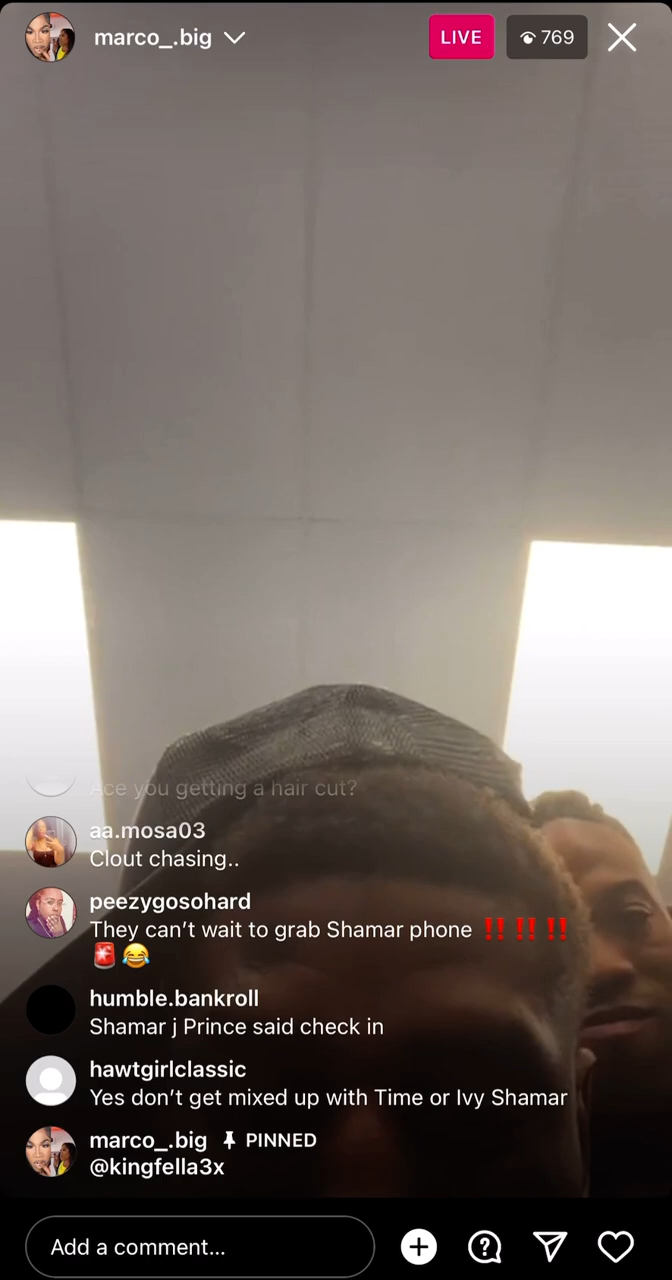 marco_.big
LIVE
769
Ace you getting a hair cut?
aa.mosa03
Clout chasing..
peezygosohard
They can’t wait to grab Shamar phone ‼️‼️‼️
🚨😂
humble.bankroll
Shamar j Prince said check in
hawtgirlclassic
Yes don’t get mixed up with Time or Ivy Shamar
marco_.big PINNED
@kingfella3x
Add a comment...